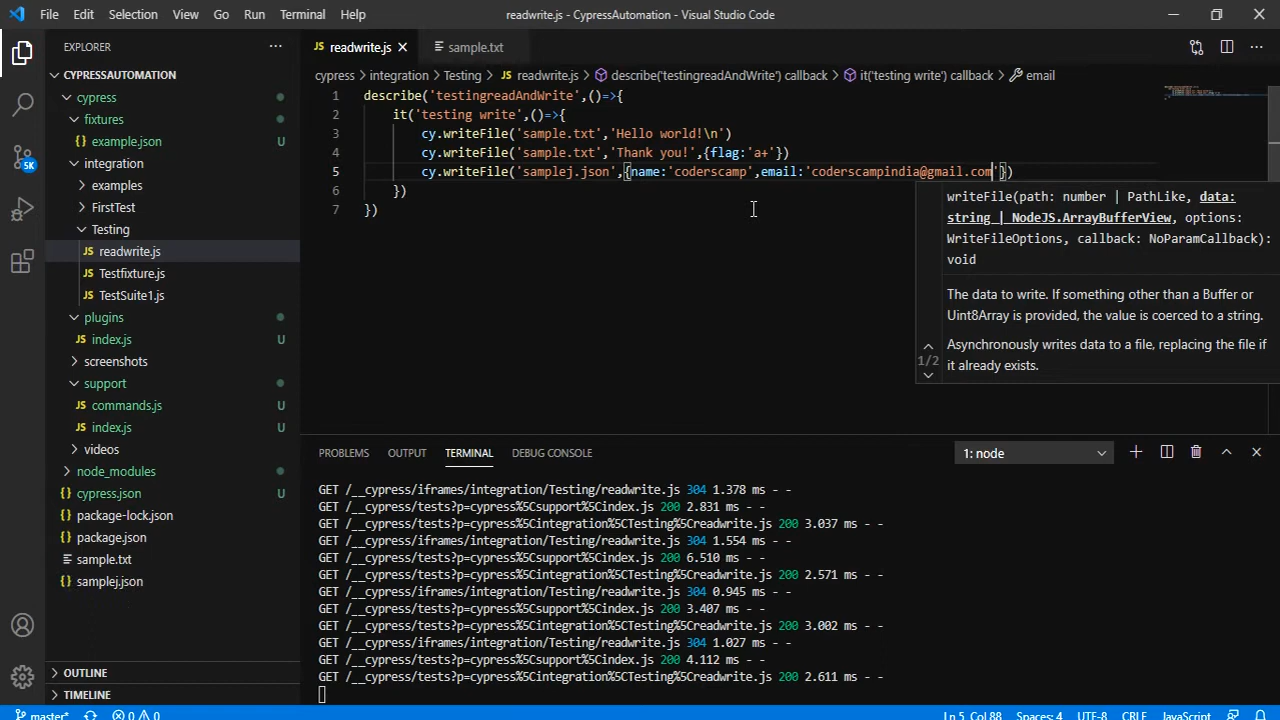 File Edit Selection View Go Run Terminal Help readwrite.js - CypressAutomation - Visual Studio Code
EXPLORER
CYPRESSAUTOMATION
cypress
fixtures
example.json U
integration
examples
FirstTest
Testing
JS readwrite.js
JS Testfixture.js
JS TestSuite1.js
plugins
JS index.js U
screenshots
support
JS commands.js U
JS index.js U
videos
node_modules
{} cypress.json U
{} package-lock.json
{} package.json
sample.txt
{} samplej.json
OUTLINE
TIMELINE
5K
JS readwrite.js sample.txt
cypress > integration > Testing > JS readwrite.js > describe('testingreadAndWrite') callback > it('testing write') callback > email
1 describe('testingreadAndWrite',()=>{
2 it('testing write',()=>{
3 cy.writeFile('sample.txt','Hello world!\n')
4 cy.writeFile('sample.txt','Thank you!',{flag:'a+'})
5 cy.writeFile('samplej.json',{name:'coderscamp',email:'coderscampindia@gmail.com'})
6 })
7 })
writeFile(path: number | PathLike, data:
string | NodeJS.ArrayBufferView, options:
WriteFileOptions, callback: NoParamCallback):
void
The data to write. If something other than a Buffer or
Uint8Array is provided, the value is coerced to a string.
1/2
Asynchronously writes data to a file, replacing the file if
it already exists.
PROBLEMS OUTPUT TERMINAL DEBUG CONSOLE 1: node
GET /__cypress/iframes/integration/Testing/readwrite.js 304 1.378 ms - -
GET /__cypress/tests?p=cypress%5Csupport%5Cindex.js 200 2.831 ms - -
GET /__cypress/tests?p=cypress%5Cintegration%5CTesting%5Creadwrite.js 200 3.037 ms - -
GET /__cypress/iframes/integration/Testing/readwrite.js 304 1.554 ms - -
GET /__cypress/tests?p=cypress%5Csupport%5Cindex.js 200 6.510 ms - -
GET /__cypress/tests?p=cypress%5Cintegration%5CTesting%5Creadwrite.js 200 2.571 ms - -
GET /__cypress/iframes/integration/Testing/readwrite.js 304 0.945 ms - -
GET /__cypress/tests?p=cypress%5Csupport%5Cindex.js 200 3.407 ms - -
GET /__cypress/tests?p=cypress%5Cintegration%5CTesting%5Creadwrite.js 200 3.002 ms - -
GET /__cypress/iframes/integration/Testing/readwrite.js 304 1.027 ms - -
GET /__cypress/tests?p=cypress%5Csupport%5Cindex.js 200 4.112 ms - -
GET /__cypress/tests?p=cypress%5Cintegration%5CTesting%5Creadwrite.js 200 2.611 ms - -
master* 0 0 Ln 5, Col 88 Spaces: 4 UTF-8 CRLF JavaScript